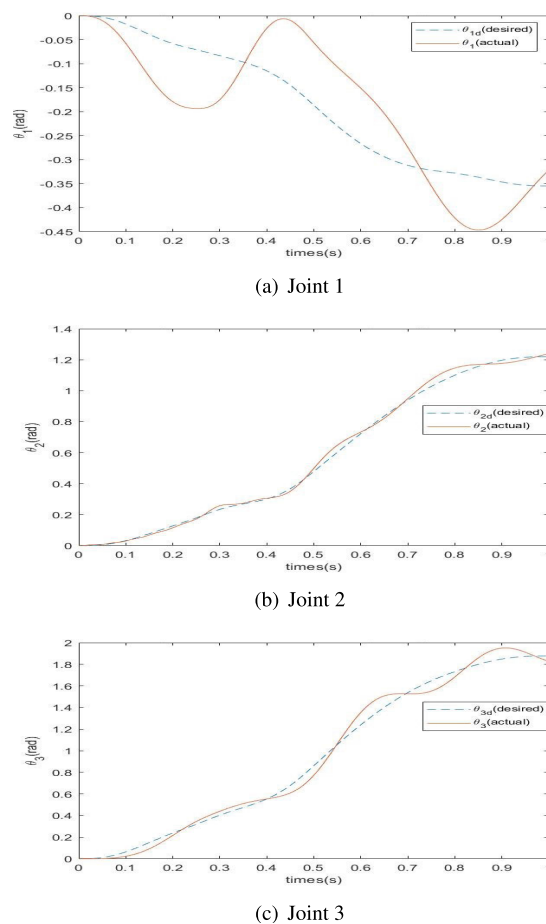 0
-0.05
-0.1
-0.15
-0.2
-0.25
-0.3
-0.35
-0.4
-0.45
θ1(rad)
θ1d(desired)
θ1(actual)
0 0.1 0.2 0.3 0.4 0.5 0.6 0.7 0.8 0.9 1
times(s)
(a) Joint 1
1.4
1.2
1
0.8
0.6
0.4
0.2
0
θ2(rad)
θ2d(desired)
θ2(actual)
0 0.1 0.2 0.3 0.4 0.5 0.6 0.7 0.8 0.9 1
times(s)
(b) Joint 2
2
1.8
1.6
1.4
1.2
1
0.8
0.6
0.4
0.2
0
θ3(rad)
θ3d(desired)
θ3(actual)
0 0.1 0.2 0.3 0.4 0.5 0.6 0.7 0.8 0.9 1
times(s)
(c) Joint 3